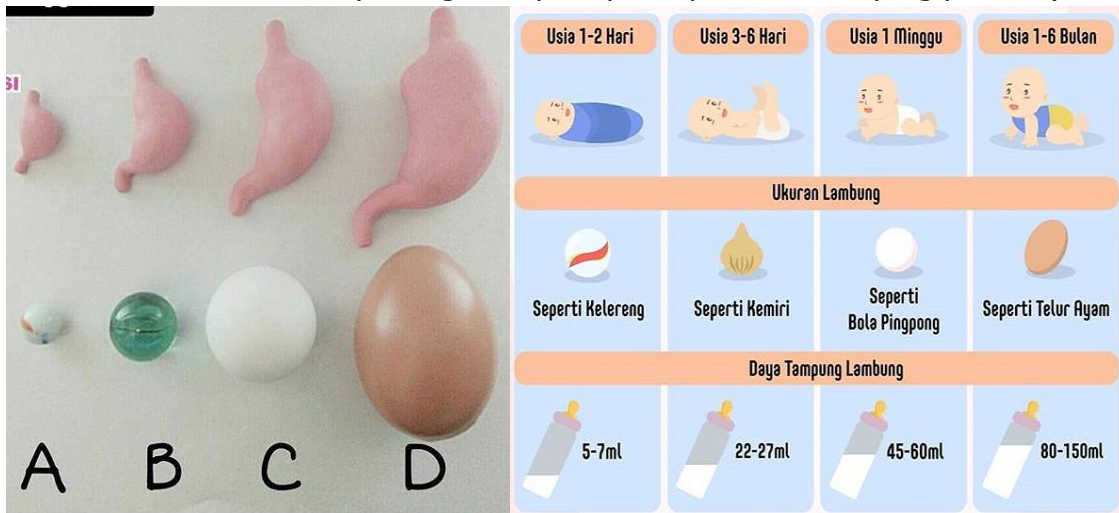 SI
A B C D
Usia 1-2 Hari
Usia 3-6 Hari
Usia 1 Minggu
Usia 1-6 Bulan
Ukuran Lambung
Seperti Kelereng
Seperti Kemiri
Seperti
Bola Pingpong
Seperti Telur Ayam
Daya Tampung Lambung
5-7ml
22-27ml
45-60ml
80-150ml